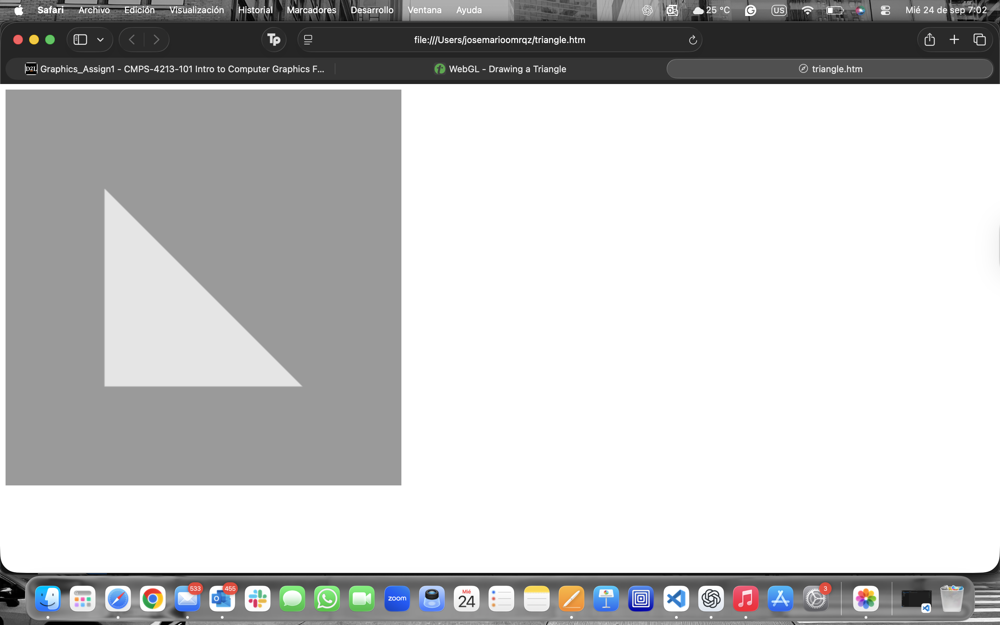 Safari Archivo Edición Visualización Historial Marcadores Desarrollo Ventana Ayuda 25 °C US Mié 24 de sep 7:02
Tp file:///Users/josemarioomrqz/triangle.htm
D2L Graphics_Assign1 - CMPS-4213-101 Intro to Computer Graphics F... WebGL - Drawing a Triangle triangle.htm
533 455 zoom Mié 24 3